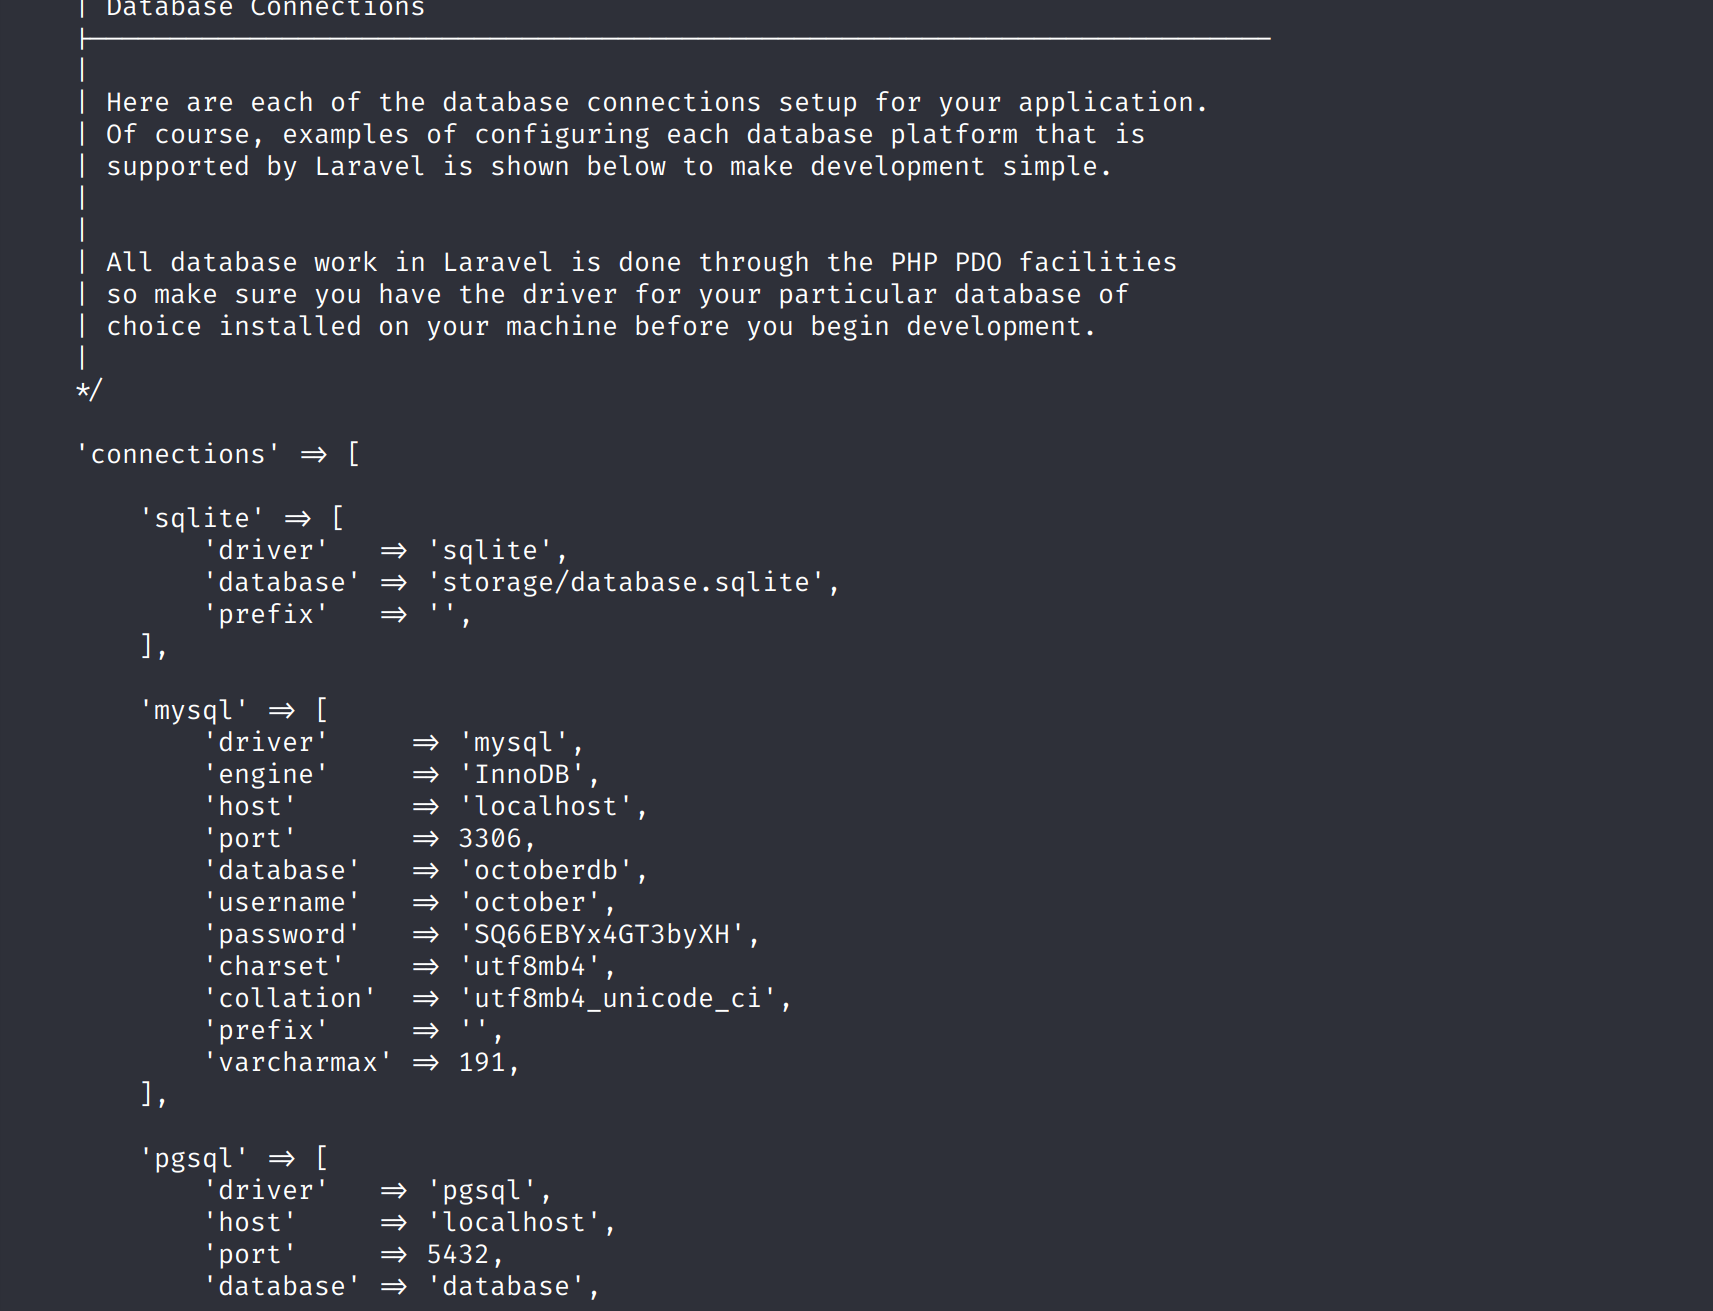 | Database Connections
|--------------------------------------------------------------------------
|
| Here are each of the database connections setup for your application.
| Of course, examples of configuring each database platform that is
| supported by Laravel is shown below to make development simple.
|
|
| All database work in Laravel is done through the PHP PDO facilities
| so make sure you have the driver for your particular database of
| choice installed on your machine before you begin development.
|
*/

'connections' => [

    'sqlite' => [
        'driver'   => 'sqlite',
        'database' => 'storage/database.sqlite',
        'prefix'   => '',
    ],

    'mysql' => [
        'driver'     => 'mysql',
        'engine'     => 'InnoDB',
        'host'       => 'localhost',
        'port'       => 3306,
        'database'   => 'octoberdb',
        'username'   => 'october',
        'password'   => 'SQ66EBYx4GT3byXH',
        'charset'    => 'utf8mb4',
        'collation'  => 'utf8mb4_unicode_ci',
        'prefix'     => '',
        'varcharmax' => 191,
    ],

    'pgsql' => [
        'driver'   => 'pgsql',
        'host'     => 'localhost',
        'port'     => 5432,
        'database' => 'database',